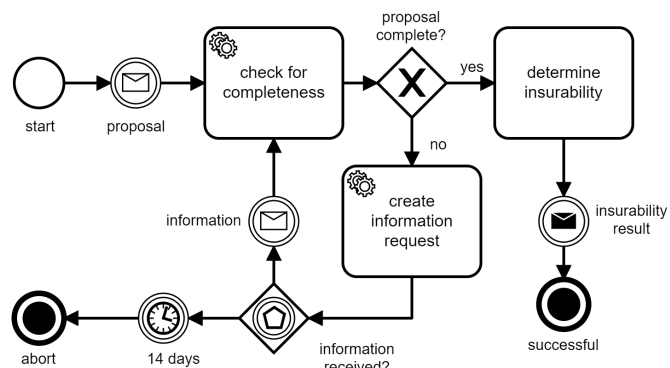 proposal
complete?
check for
completeness
yes
determine
insurability
start
proposal
no
create
information
request
information
insurability
result
abort
14 days
information
received?
successful